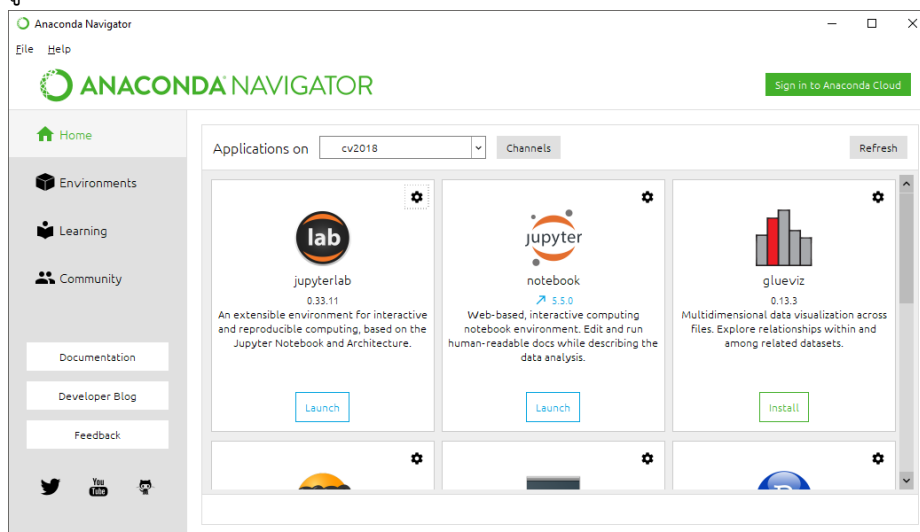 Anaconda Navigator
File Help
ANACONDA NAVIGATOR
Sign in to Anaconda Cloud
Home
Environments
Learning
Community
Documentation
Developer Blog
Feedback
You
Tube
Applications on cv2018 Channels Refresh
lab
jupyterlab
0.33.11
An extensible environment for interactive
and reproducible computing, based on the
Jupyter Notebook and Architecture.
Launch
jupyter
notebook
5.5.0
Web-based, interactive computing
notebook environment. Edit and run
human-readable docs while describing the
data analysis.
Launch
glueviz
0.13.3
Multidimensional data visualization across
files. Explore relationships within and
among related datasets.
Install